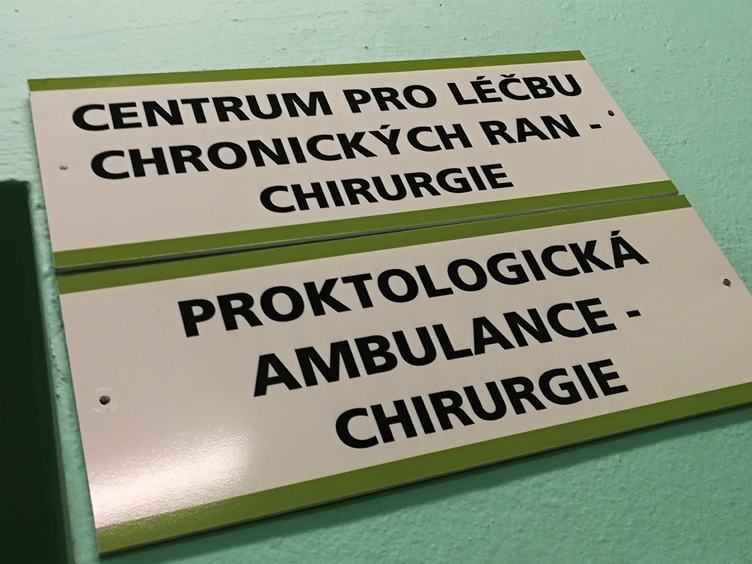 CENTRUM PRO LÉČBU
CHRONICKÝCH RAN -
CHIRURGIE
PROKTOLOGICKÁ
AMBULANCE -
CHIRURGIE